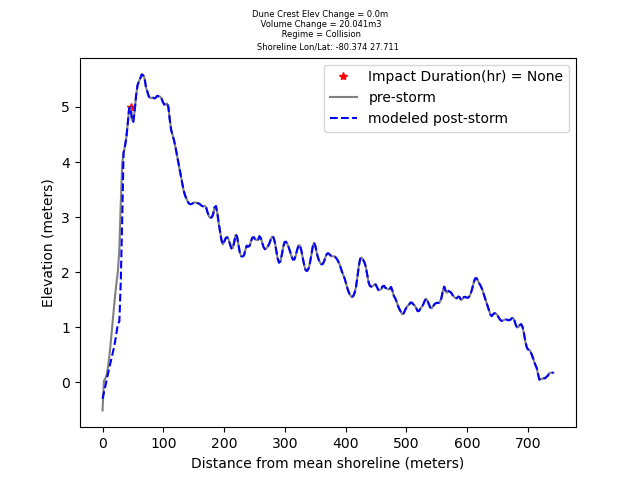 Dune Crest Elev Change = 0.0m
Volume Change = 20.041m3
Regime = Collision
Shoreline Lon/Lat: -80.374 27.711
Impact Duration(hr) = None
pre-storm
modeled post-storm
Elevation (meters)
5
4
3
2
1
0
0 100 200 300 400 500 600 700
Distance from mean shoreline (meters)